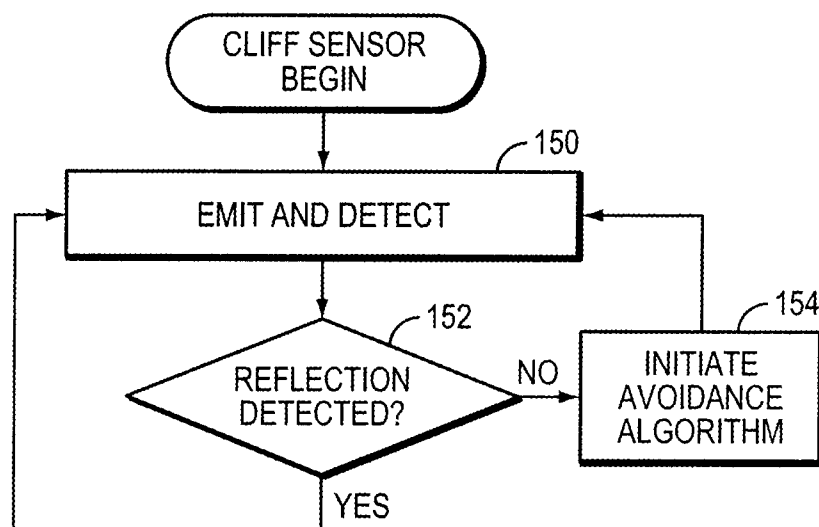 CLIFF SENSOR
BEGIN
150
EMIT AND DETECT
152
REFLECTION
DETECTED?
NO
154
INITIATE
AVOIDANCE
ALGORITHM
YES